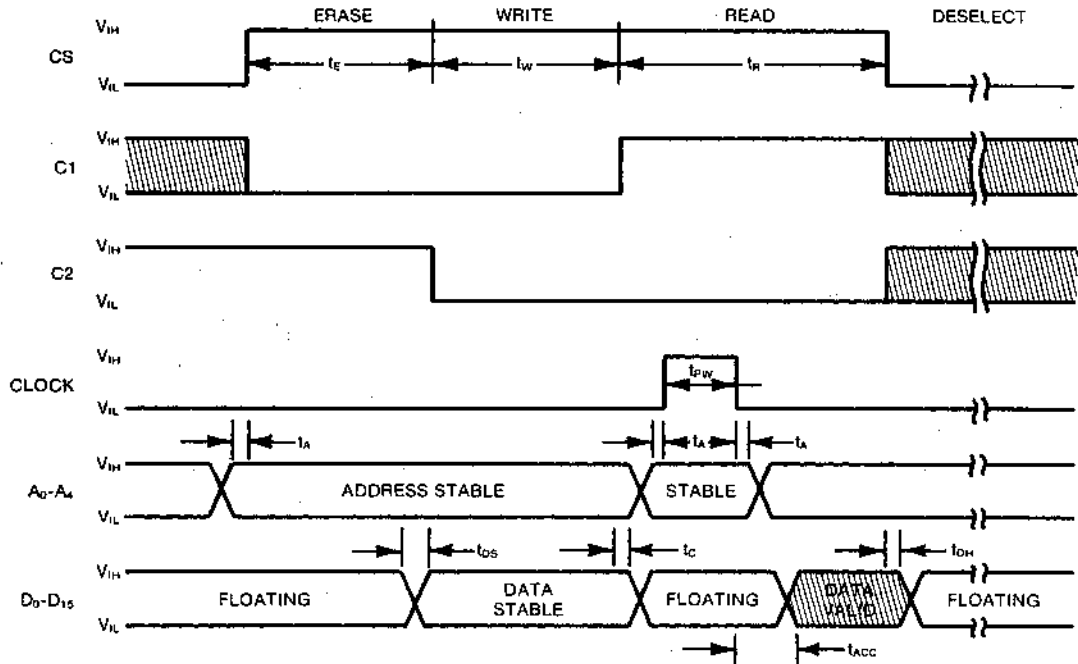 ERASE WRITE READ DESELECT
VIH
CS
tE tW tR
VIL
VIH
C1
VIL
VIH
C2
VIL
VIH
CLOCK
tPW
VIL
tA tA tA
VIH
A0-A4 ADDRESS STABLE STABLE
VIL
tDS tC tDH
VIH
D0-D15 FLOATING DATA STABLE FLOATING DATA VALID FLOATING
VIL
tACC